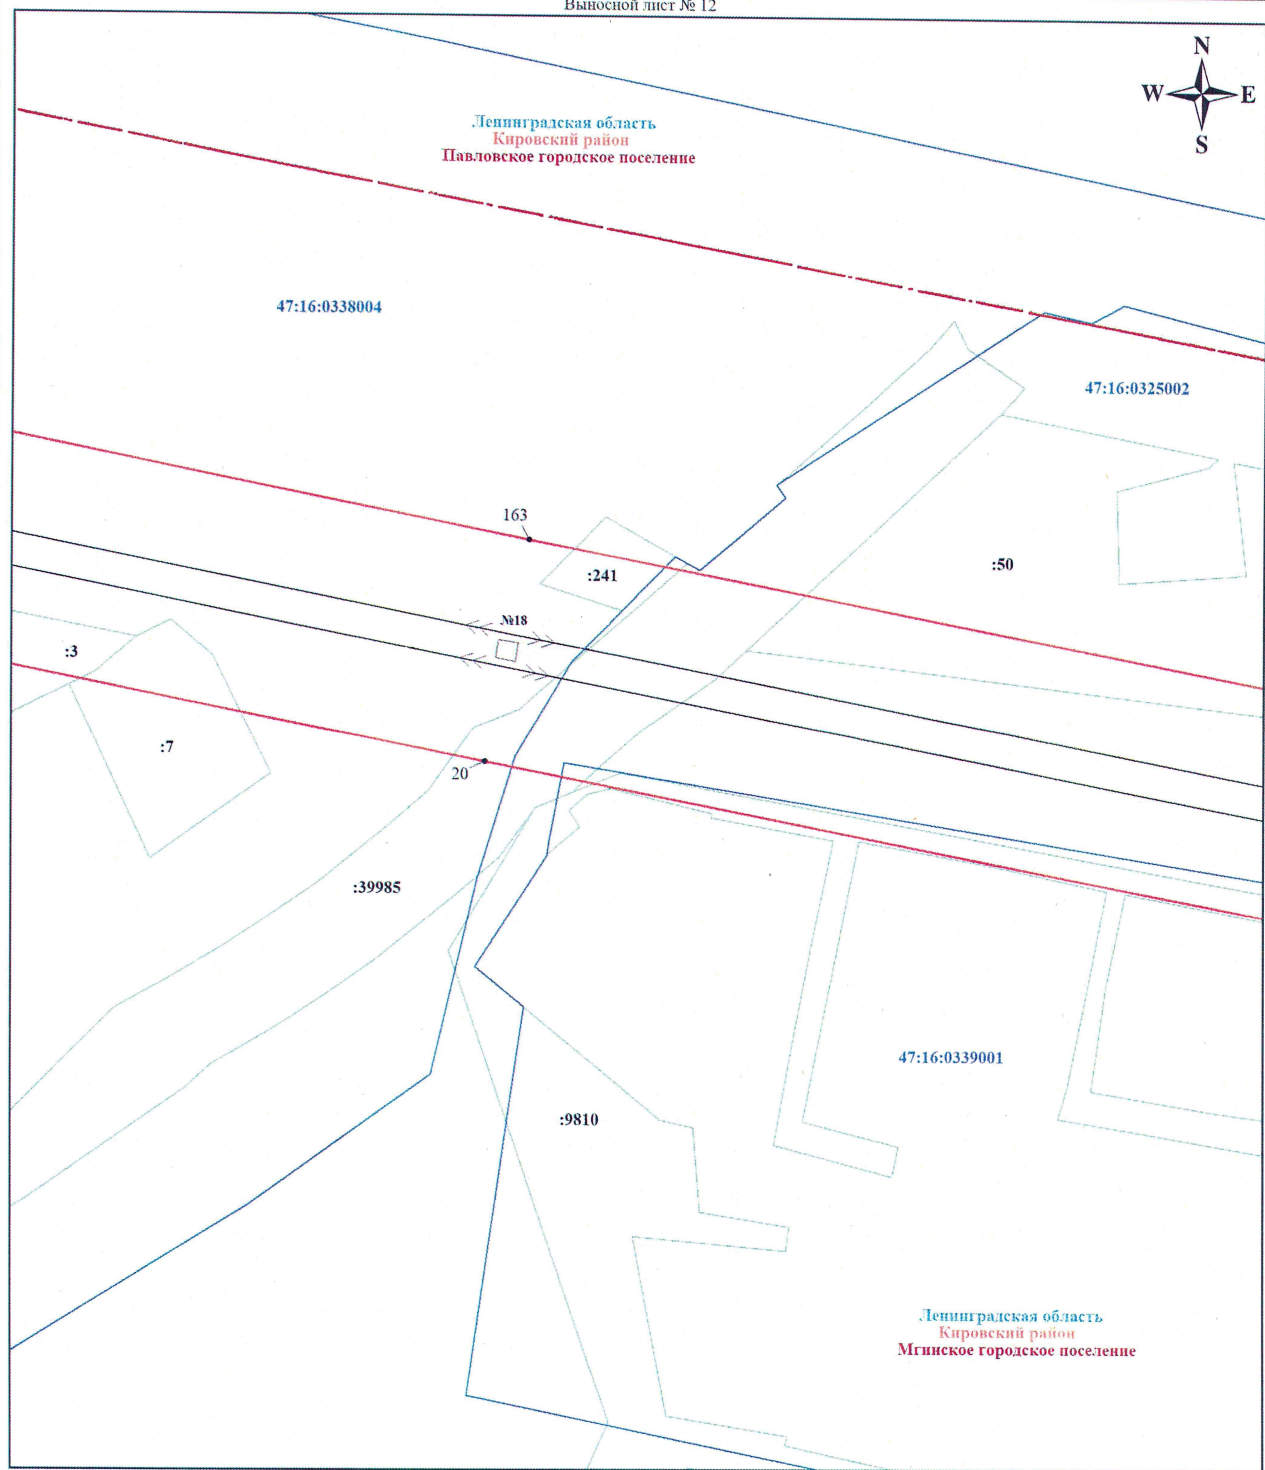 Выносной лист № 12
N
W E
S
Ленинградская область
Кировский район
Павловское городское поселение
47:16:0338004
47:16:0325002
163
:241
:50
№18
:3
:7
20
:39985
47:16:0339001
:9810
Ленинградская область
Кировский район
Мгинское городское поселение